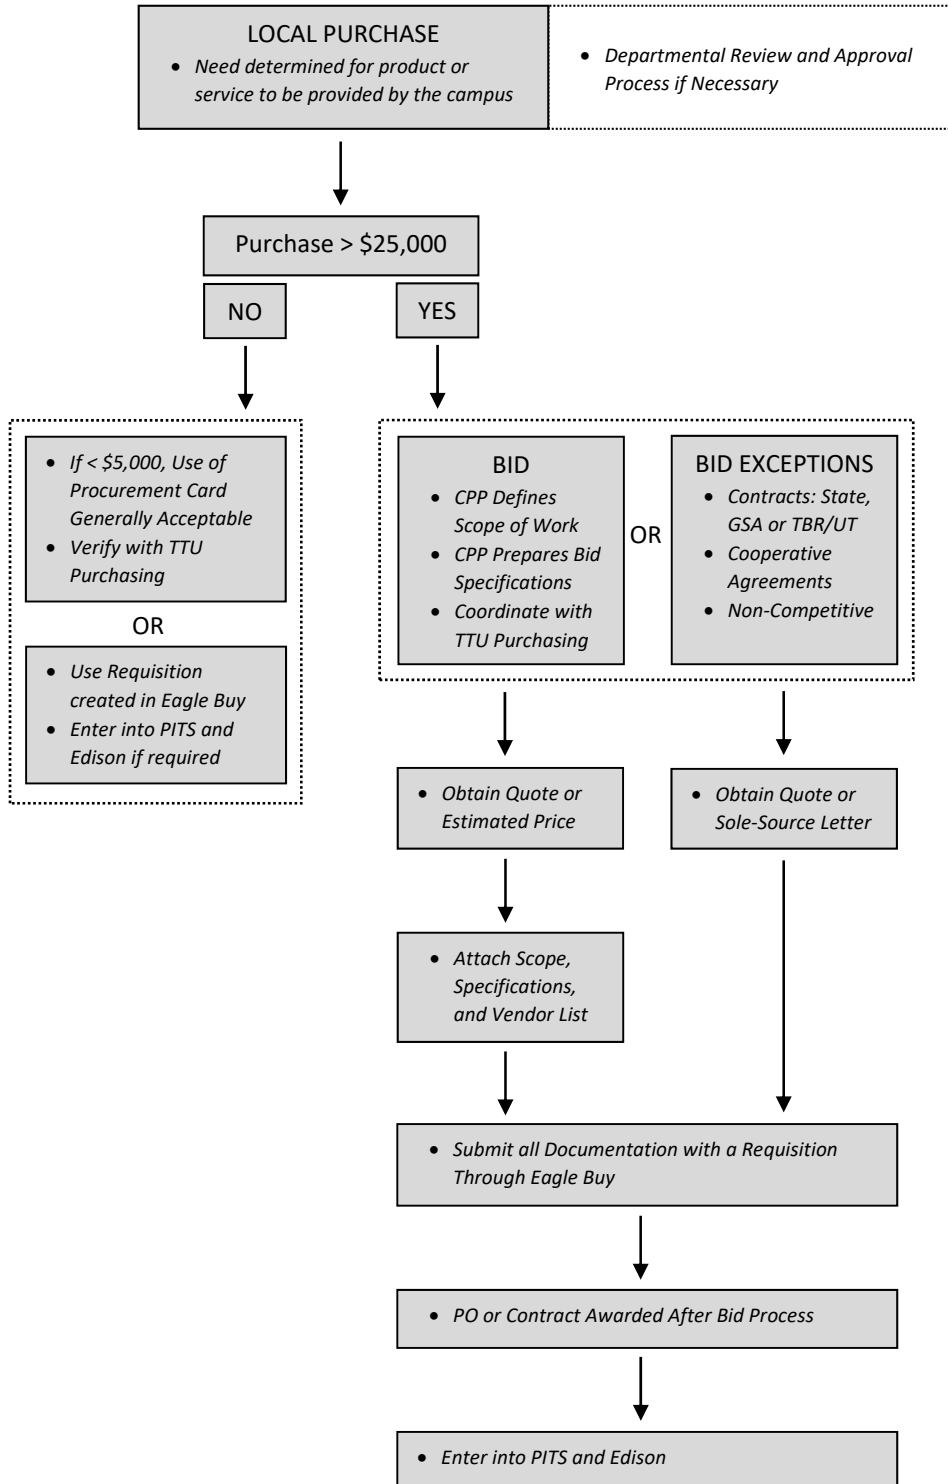 LOCAL PURCHASE
• Need determined for product or
service to be provided by the campus
• Departmental Review and Approval
Process if Necessary
Purchase > $25,000
NO
YES
• If < $5,000, Use of
Procurement Card
Generally Acceptable
• Verify with TTU
Purchasing
OR
• Use Requisition
created in Eagle Buy
• Enter into PITS and
Edison if required
BID
• CPP Defines
Scope of Work
• CPP Prepares Bid
Specifications
• Coordinate with
TTU Purchasing
OR
BID EXCEPTIONS
• Contracts: State,
GSA or TBR/UT
• Cooperative
Agreements
• Non-Competitive
• Obtain Quote or
Estimated Price
• Obtain Quote or
Sole-Source Letter
• Attach Scope,
Specifications,
and Vendor List
• Submit all Documentation with a Requisition
Through Eagle Buy
• PO or Contract Awarded After Bid Process
• Enter into PITS and Edison